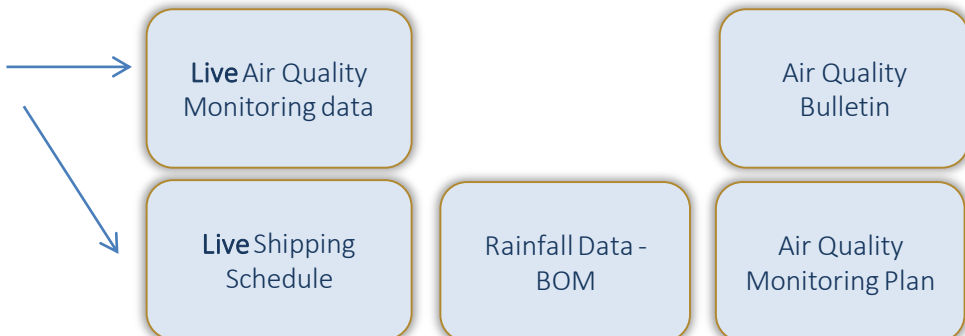 Live Air Quality
Monitoring data
Air Quality
Bulletin
Live Shipping
Schedule
Rainfall Data -
BOM
Air Quality
Monitoring Plan